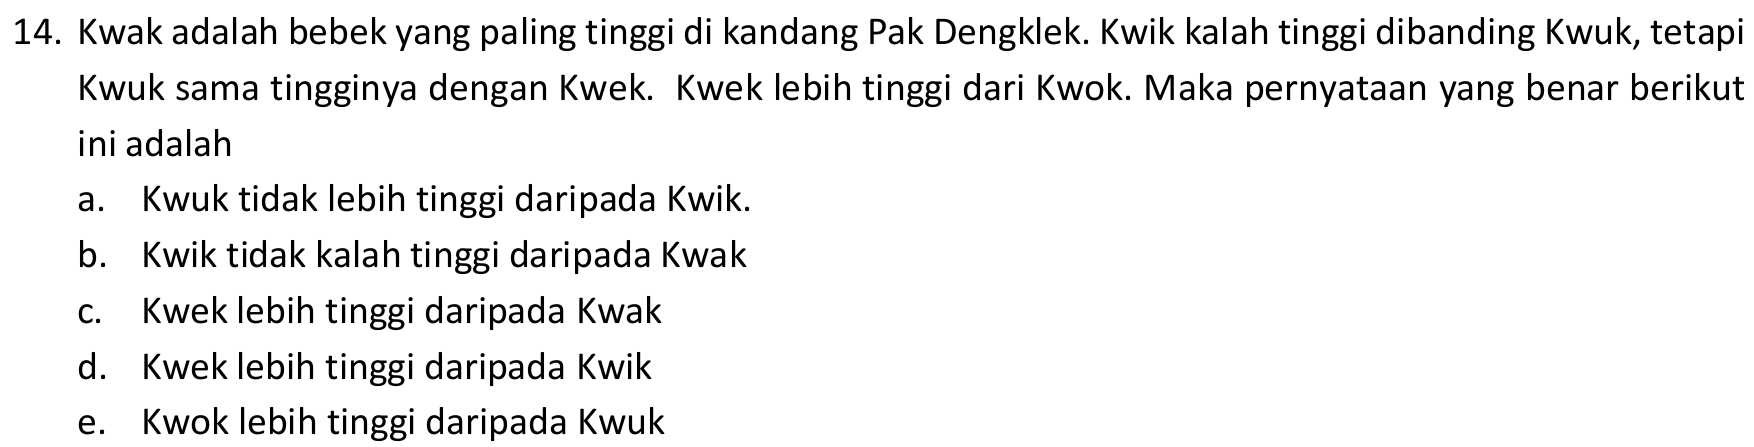 14. Kwak adalah bebek yang paling tinggi di kandang Pak Dengklek. Kwik kalah tinggi dibanding Kwuk, tetapi
Kwuk sama tingginya dengan Kwek. Kwek lebih tinggi dari Kwok. Maka pernyataan yang benar berikut
ini adalah
a. Kwuk tidak lebih tinggi daripada Kwik.
b. Kwik tidak kalah tinggi daripada Kwak
c. Kwek lebih tinggi daripada Kwak
d. Kwek lebih tinggi daripada Kwik
e. Kwok lebih tinggi daripada Kwuk